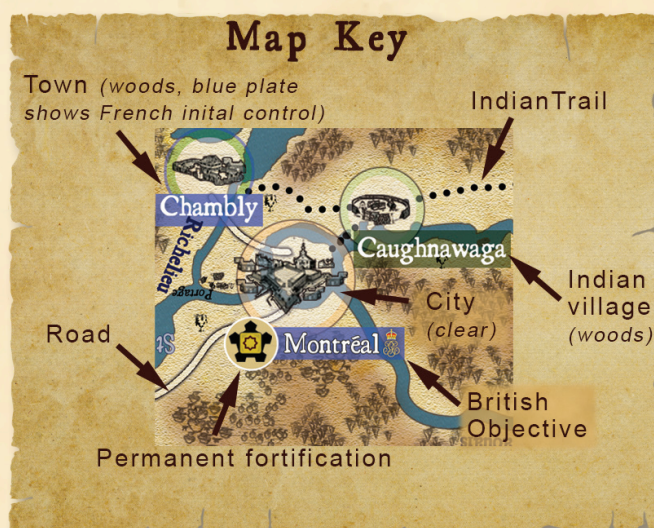 Map Key
Town (woods, blue plate
shows French inital control)
IndianTrail
Chambly
Richelieu
Caughnawaga
Portage
City
(clear)
Indian
village
(woods)
Road
Montréal
British
Objective
Permanent fortification